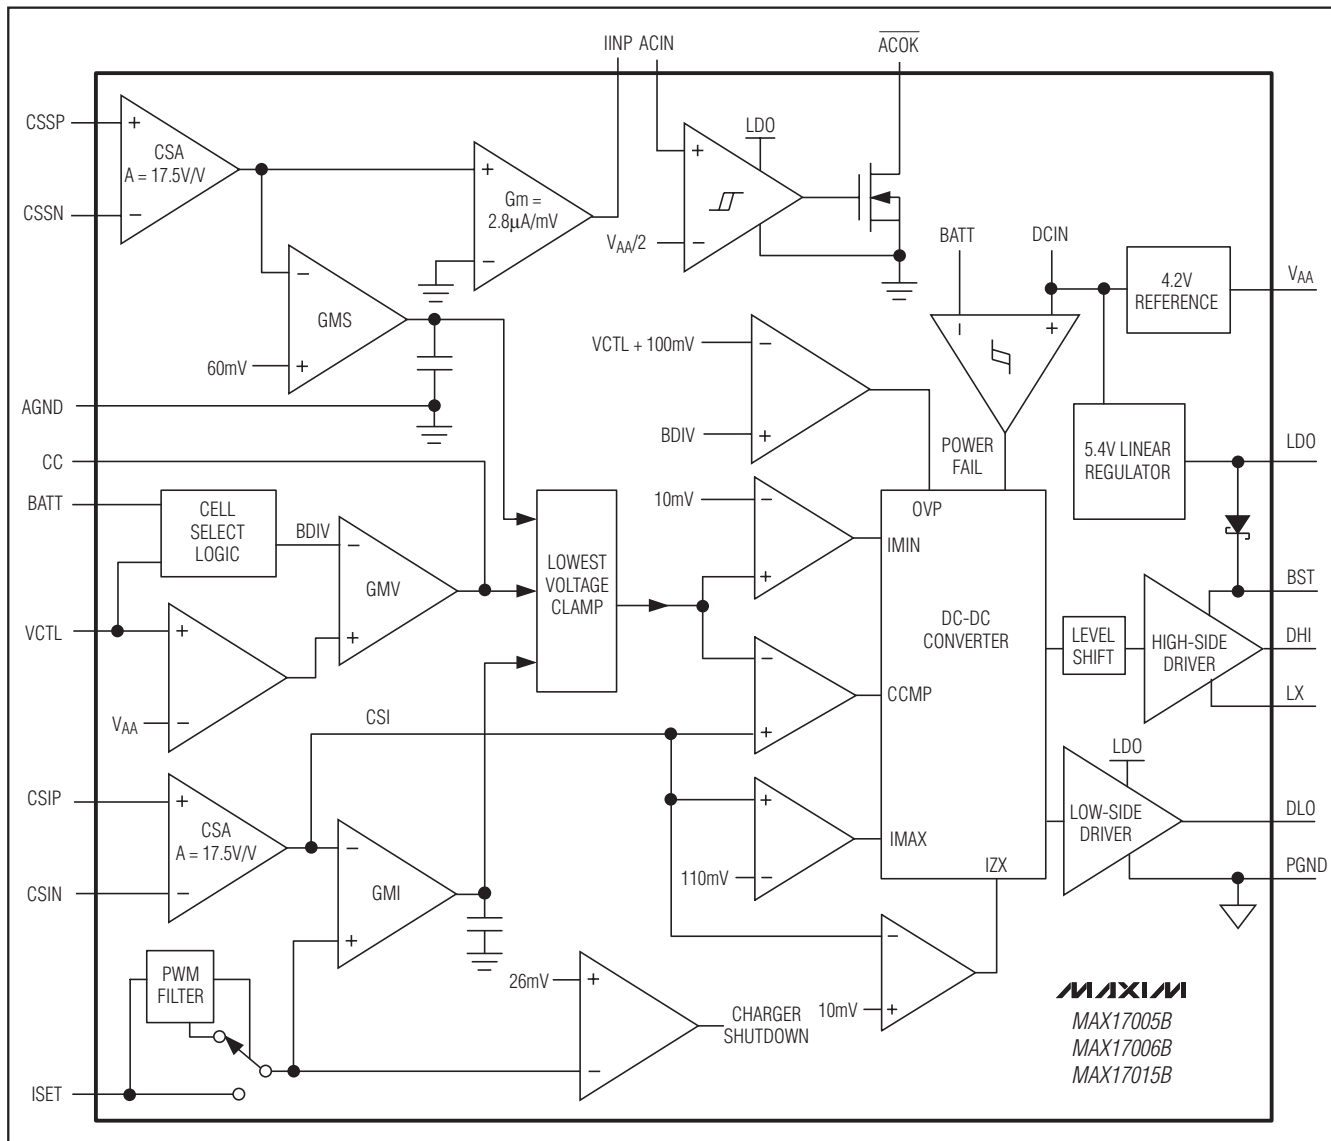 IINP ACIN
ACOK
CSSP
CSA
A = 17.5V/V
CSSN
+
−
+
Gm =
2.8µA/mV
−
LDO
+
VAA/2
−
BATT
DCIN
4.2V
REFERENCE
VAA
−
GMS
60mV
+
VCTL + 100mV
−
BDIV
+
−
+
POWER
FAIL
5.4V LINEAR
REGULATOR
LDO
AGND
CC
BATT
CELL
SELECT
LOGIC
BDIV
−
GMV
+
LOWEST
VOLTAGE
CLAMP
10mV
−
+
OVP
IMIN
DC-DC
CONVERTER
CCMP
IMAX
IZX
LEVEL
SHIFT
HIGH-SIDE
DRIVER
BST
DHI
LX
VCTL
+
VAA
−
CSI
−
+
LDO
LOW-SIDE
DRIVER
DLO
PGND
CSIP
+
CSA
A = 17.5V/V
CSIN
−
−
GMI
+
+
110mV
−
−
10mV
+
PWM
FILTER
26mV
+
−
CHARGER
SHUTDOWN
ISET
MAXIM
MAX17005B
MAX17006B
MAX17015B